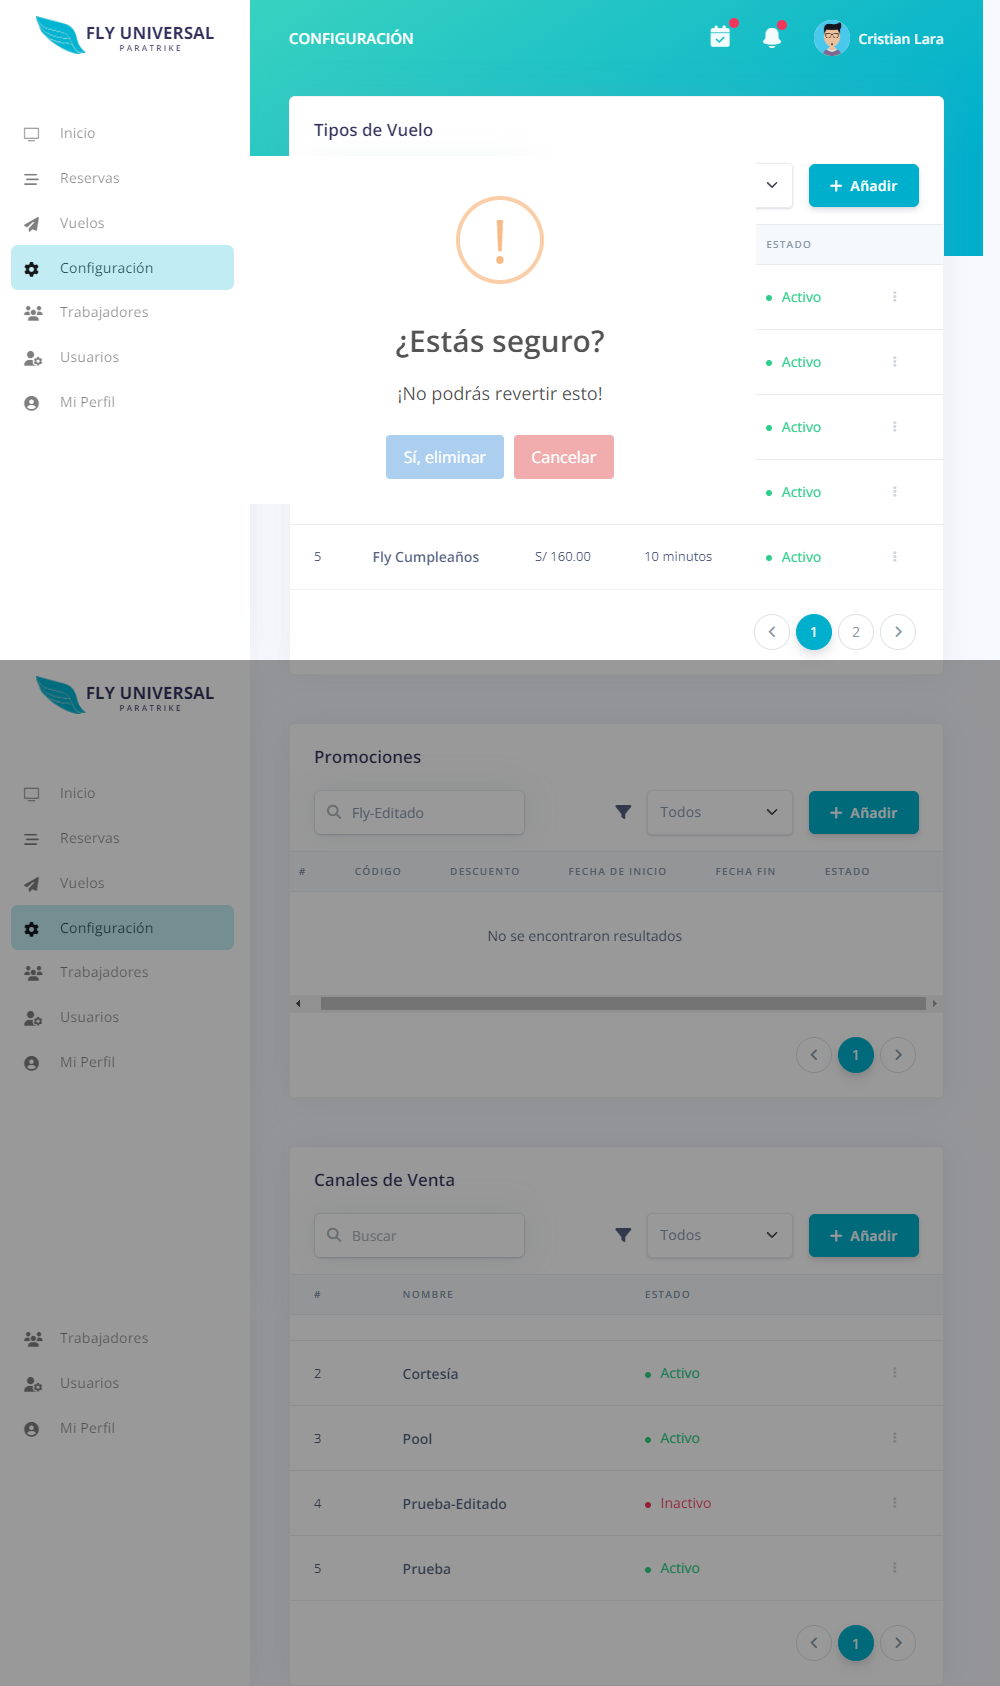 FLY UNIVERSAL
PARATRIKE
CONFIGURACIÓN
Cristian Lara
Inicio
Reservas
Vuelos
Configuración
Trabajadores
Usuarios
Mi Perfil
Tipos de Vuelo
+ Añadir
ESTADO
Activo
Activo
Activo
Activo
¿Estás seguro?
¡No podrás revertir esto!
Sí, eliminar
Cancelar
5 Fly Cumpleaños S/ 160.00 10 minutos Activo
1 2
FLY UNIVERSAL
PARATRIKE
Inicio
Reservas
Vuelos
Configuración
Trabajadores
Usuarios
Mi Perfil
Promociones
Fly-Editado Todos + Añadir
# CÓDIGO DESCUENTO FECHA DE INICIO FECHA FIN ESTADO
No se encontraron resultados
1
Canales de Venta
Buscar Todos + Añadir
# NOMBRE ESTADO
Trabajadores
Usuarios
Mi Perfil
2 Cortesía Activo
3 Pool Activo
4 Prueba-Editado Inactivo
5 Prueba Activo
1